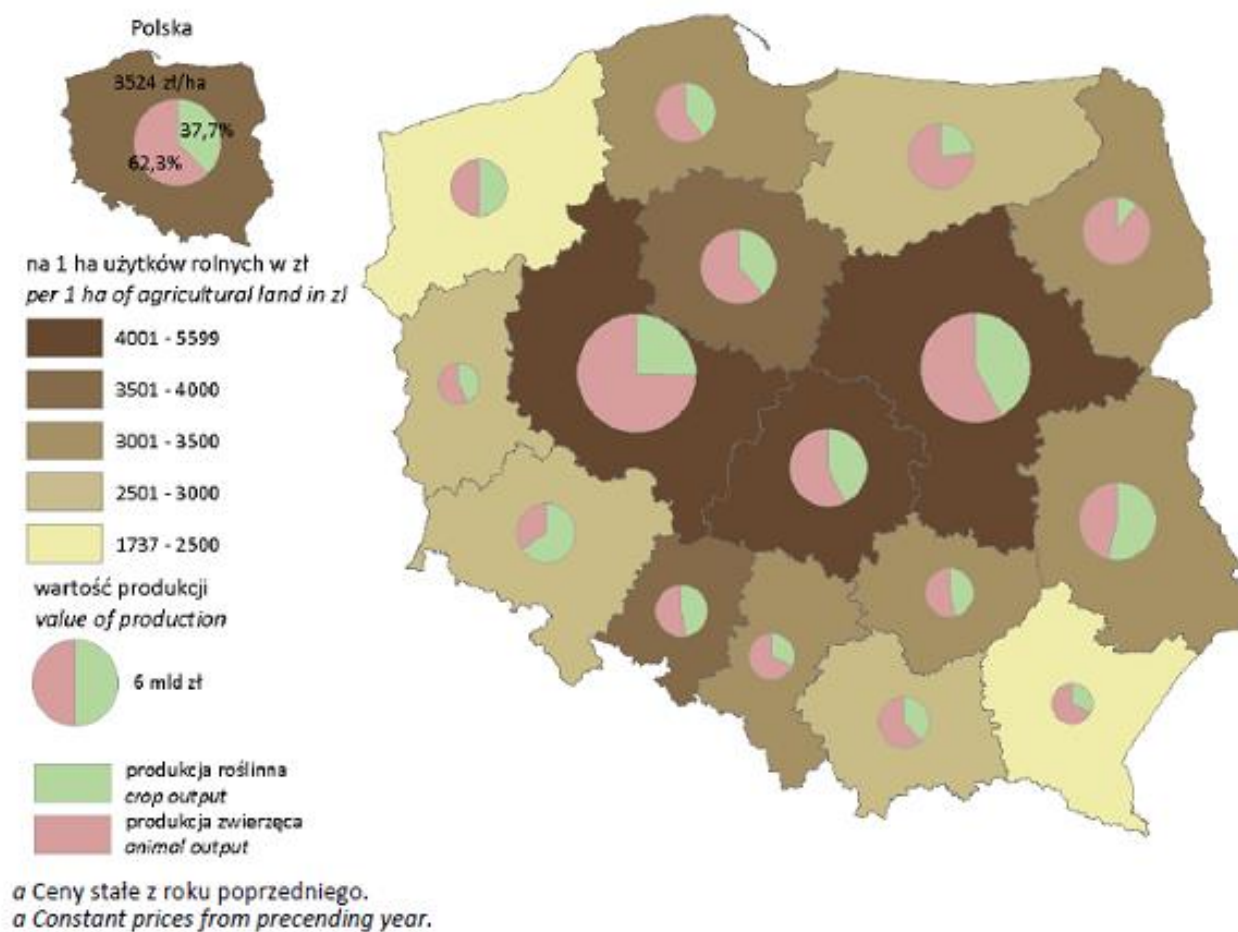 Polska
3524 zł/ha
37,7%
62,3%
na 1 ha użytków rolnych w zł
per 1 ha of agricultural land in zl
4001 - 5599
3501 - 4000
3001 - 3500
2501 - 3000
1737 - 2500
wartość produkcji
value of production
6 mld zł
produkcja roślinna
crop output
produkcja zwierzęca
animal output
a Ceny stałe z roku poprzedniego.
a Constant prices from precending year.